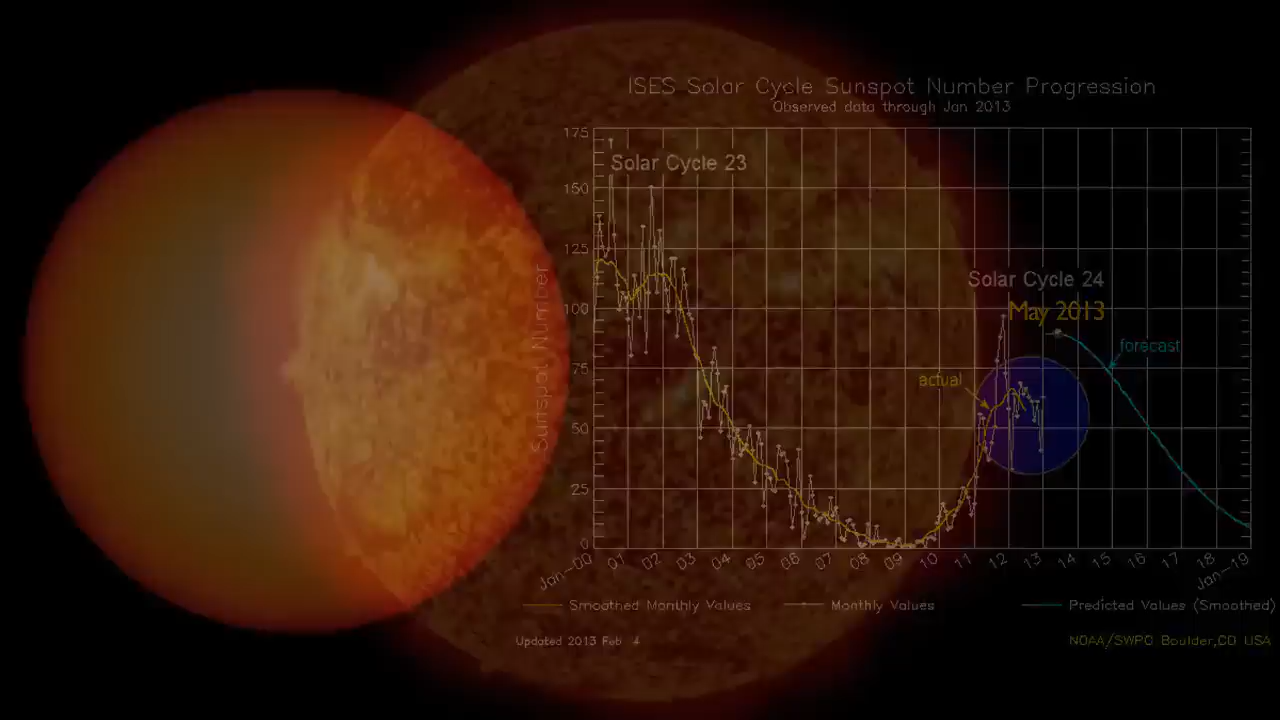 ISES Solar Cycle Sunspot Number Progression
Observed data through Jan 2013
175
Solar Cycle 23
150
125
Solar Cycle 24
100
May 2013
forecast
75
actual
50
25
0
Sunspot Number
Jan-00 01 02 03 04 05 06 07 08 09 10 11 12 13 14 15 16 17 18 Jan-19
Smoothed Monthly Values Monthly Values Predicted Values (Smoothed)
Updated 2013 Feb 4
NOAA/SWPC Boulder,CO USA